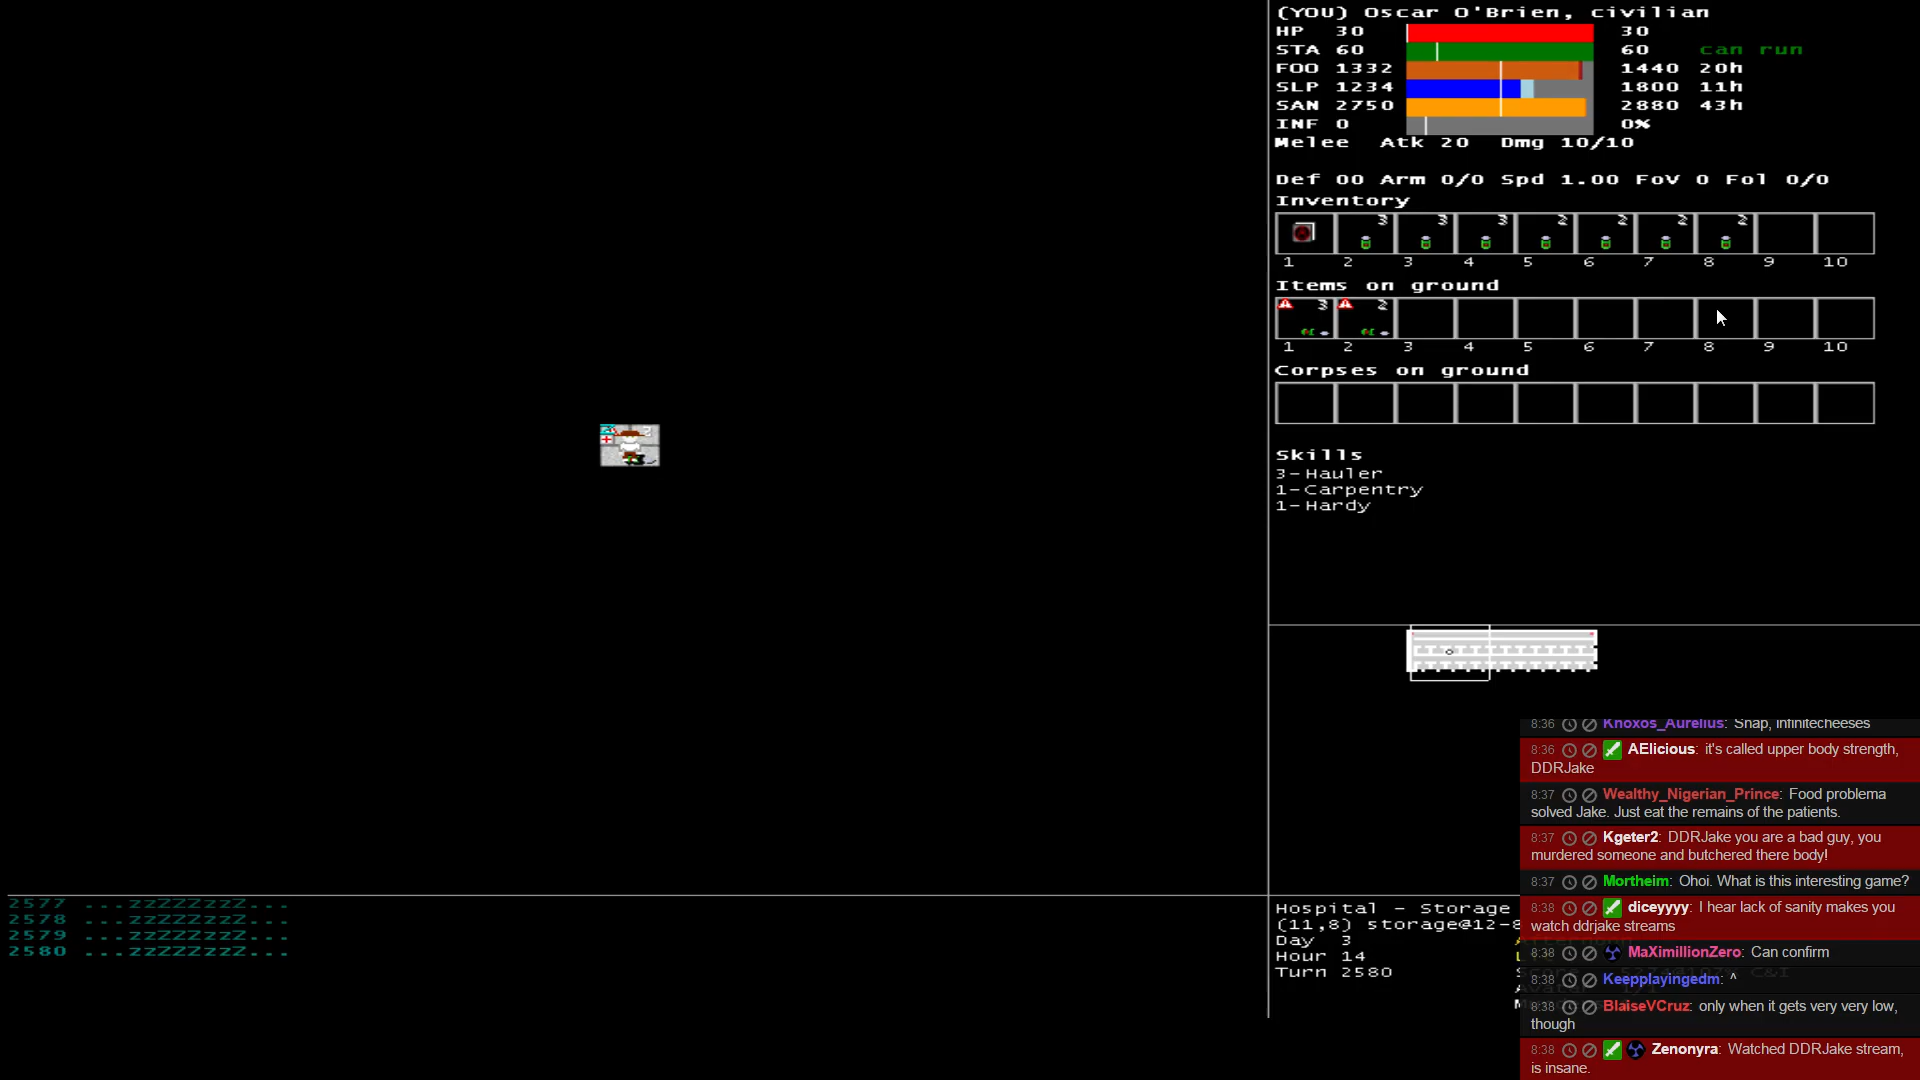 (YOU) Oscar O'Brien, civilian
HP 30 30
STA 60 60 can run
FOO 1332 1440 20h
SLP 1234 1800 11h
SAN 2750 2880 43h
INF 0 0%
Melee Atk 20 Dmg 10/10
Def 00 Arm 0/0 Spd 1.00 FoV 0 Fol 0/0
Inventory
3 3 3 2 2 2 2
1 2 3 4 5 6 7 8 9 10
Items on ground
3 2
1 2 3 4 5 6 7 8 9 10
Corpses on ground
Skills
3-Hauler
1-Carpentry
1-Hardy
2577 ...zzZZZzzZ...
2578 ...zzZZZzzZ...
2579 ...zzZZZzzZ...
2580 ...zzZZZzzZ...
Hospital - Storage
(11,8) storage@12-8
Day 3
Hour 14
Turn 2580
8:36 Knoxos_Aurelius: Snap, infinitecheeses
8:36 AElicious: it's called upper body strength,
DDRJake
8:37 Wealthy_Nigerian_Prince: Food problema
solved Jake. Just eat the remains of the patients.
8:37 Kgeter2: DDRJake you are a bad guy, you
murdered someone and butchered there body!
8:37 Mortheim: Ohoi. What is this interesting game?
8:38 diceyyyy: I hear lack of sanity makes you
watch ddrjake streams
8:38 MaXimillionZero: Can confirm
8:38 Keepplayingedm: ^
8:38 BlaiseVCruz: only when it gets very very low,
though
8:38 Zenonyra: Watched DDRJake stream,
is insane.